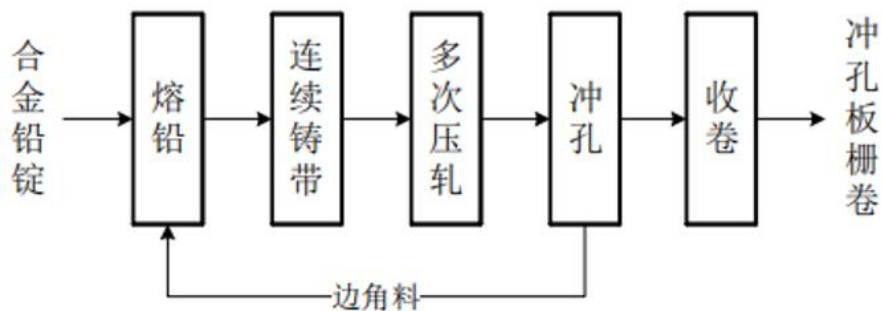 合金铅锭
熔铅
连续铸带
多次压轧
冲孔
收卷
冲孔板栅卷
边角料